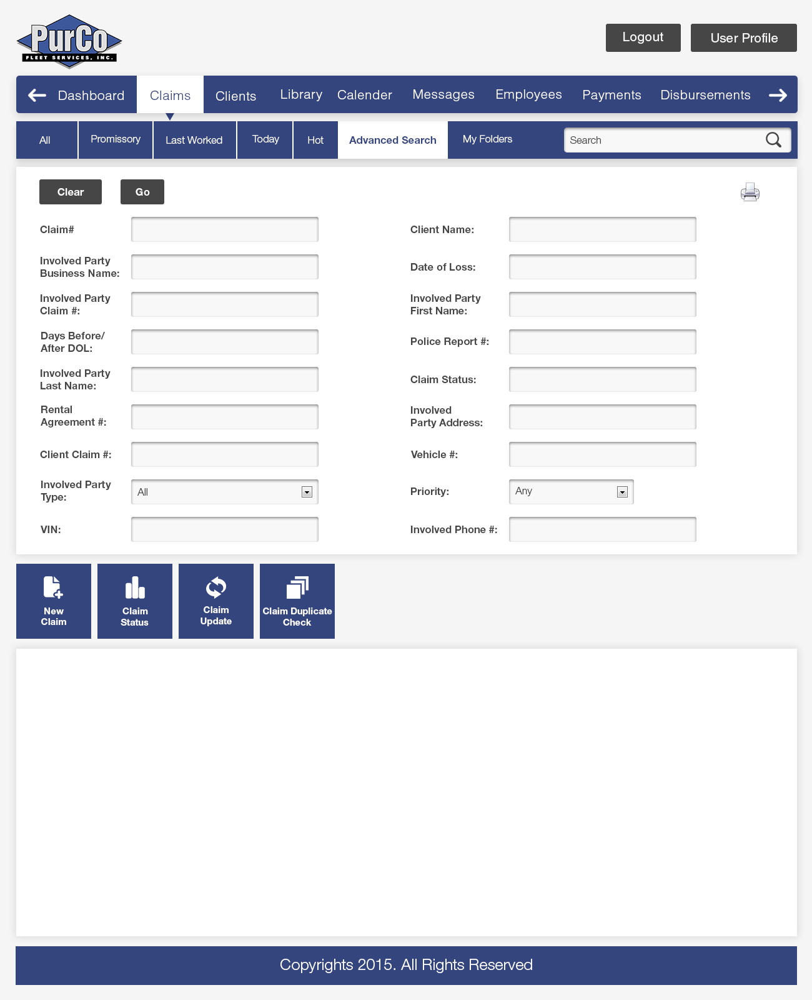 PurCo
FLEET SERVICES, INC.
Logout
User Profile
Dashboard
Claims
Clients
Library
Calender
Messages
Employees
Payments
Disbursements
All
Promissory
Last Worked
Today
Hot
Advanced Search
My Folders
Search
Clear
Go
Claim#
Client Name:
Involved Party
Business Name:
Date of Loss:
Involved Party
Claim #:
Involved Party
First Name:
Days Before/
After DOL:
Police Report #:
Involved Party
Last Name:
Claim Status:
Rental
Agreement #:
Involved
Party Address:
Client Claim #:
Vehicle #:
Involved Party
Type:
All
Priority:
Any
VIN:
Involved Phone #:
New
Claim
Claim
Status
Claim
Update
Claim Duplicate
Check
Copyrights 2015. All Rights Reserved